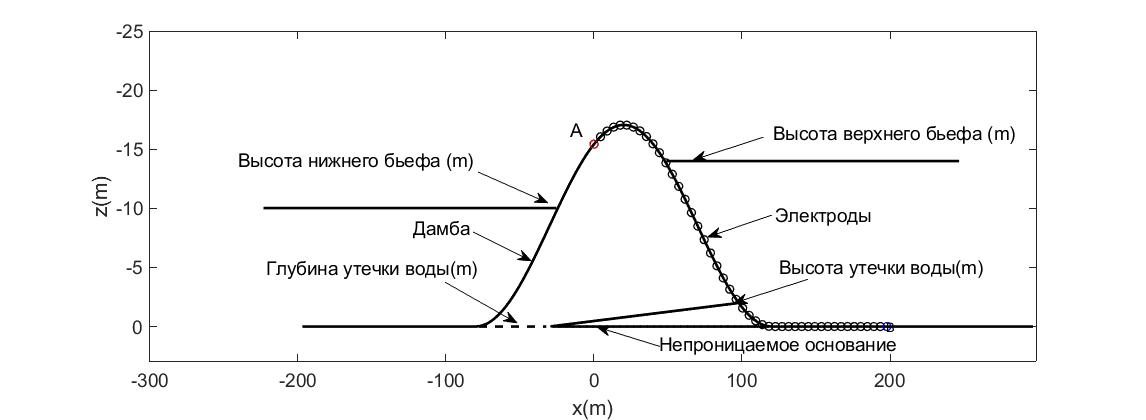 -25
-20
-15
-10
-5
0
z(m)
A
Высота верхнего бьефа (m)
Высота нижнего бьефа (m)
Электроды
Дамба
Глубина утечки воды(m)
Высота утечки воды(m)
Непроницаемое основание
-300
-200
-100
0
100
200
x(m)